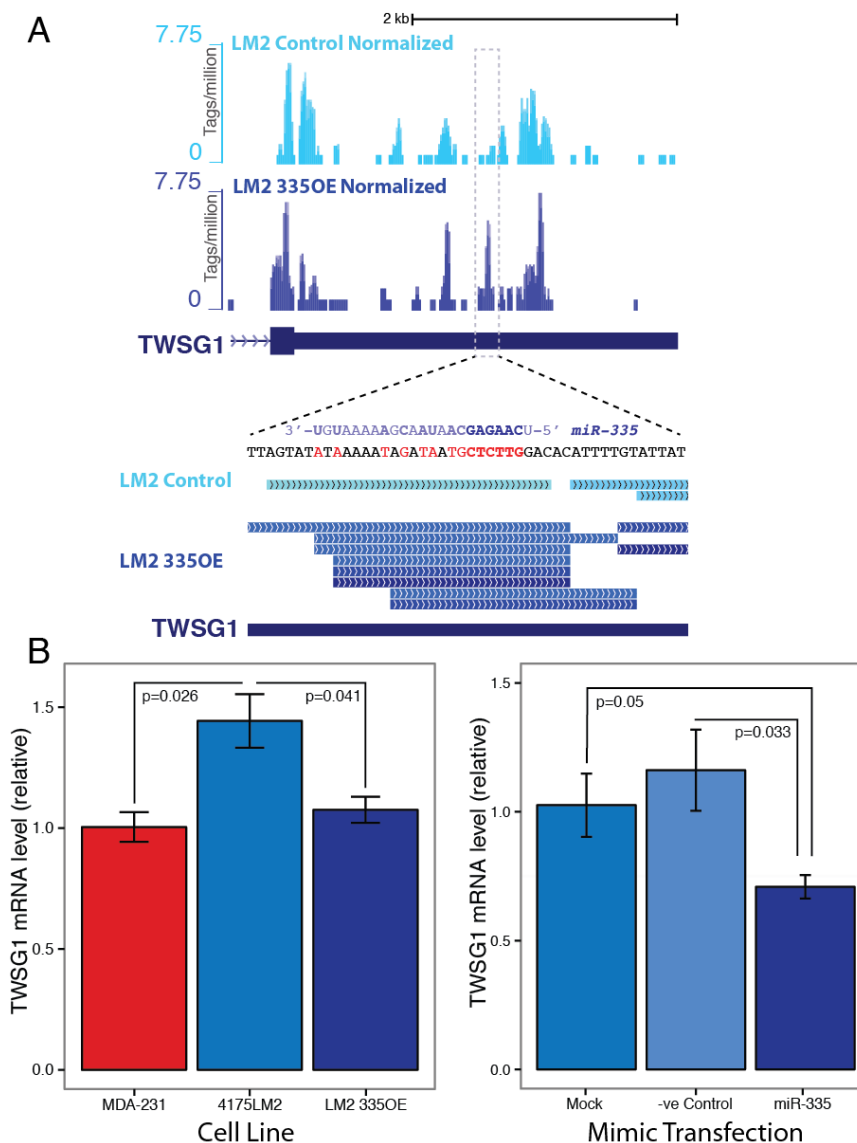 A
2 kb
7.75
LM2 Control Normalized
Tags/million
0
7.75
LM2 335OE Normalized
Tags/million
0
TWSG1
3’-UGUAAAAAGCAAUAACGAGAACU-5’ miR-335
TTAGTATATAAAAATAGATAATGCTCTTGGACACATTTTGTATTAT
LM2 Control
LM2 335OE
TWSG1
B
TWSG1 mRNA level (relative)
1.5
1.0
0.5
0.0
p=0.026
p=0.041
MDA-231
4175LM2
LM2 335OE
Cell Line
TWSG1 mRNA level (relative)
1.5
1.0
0.5
0.0
p=0.05
p=0.033
Mock
-ve Control
miR-335
Mimic Transfection